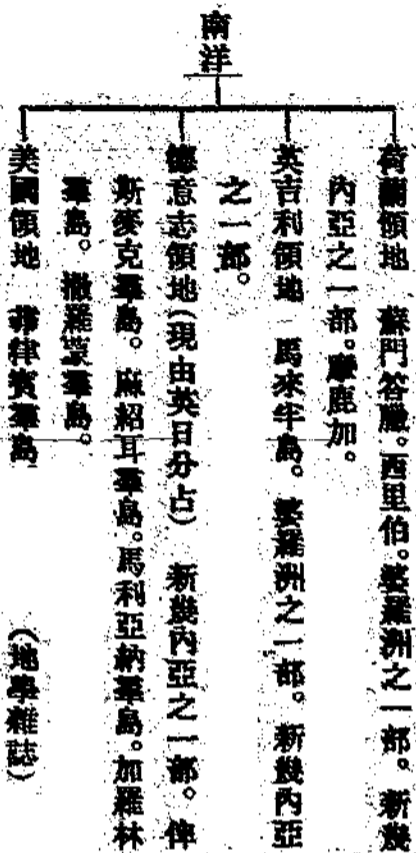 南洋
荷蘭領地　蘇門答臘。西里伯。婆羅洲之一部。新幾
內亞之一部。摩鹿加。
英吉利領地　馬來半島。婆羅洲之一部。新幾內亞
之一部。
德意志領地(現由英日分占)　新幾內亞之一部。俾
斯麥克羣島。麻紹耳羣島。馬利亞納羣島。加羅林
羣島。撒羅蒙羣島。
美國領地　菲律賓羣島
(地學雜誌)